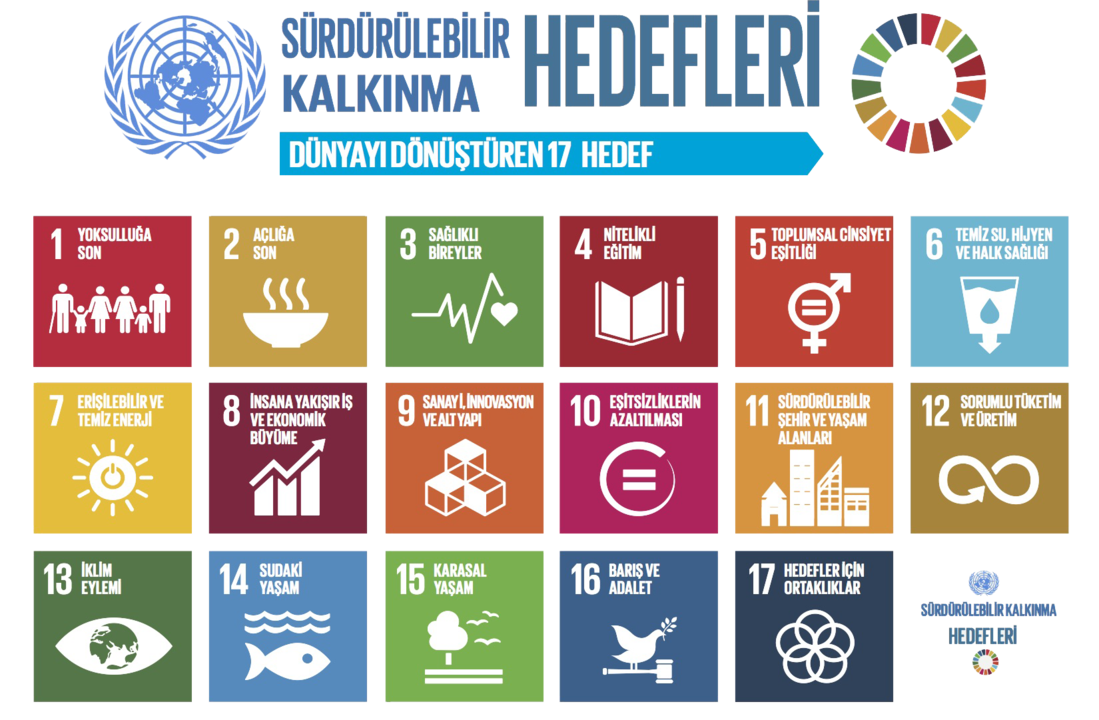 SÜRDÜRÜLEBİLİR
KALKINMA
HEDEFLERİ
DÜNYAYI DÖNÜŞTÜREN 17 HEDEF
1 YOKSULLUĞA
SON
2 AÇLIĞA
SON
3 SAĞLIKLI
BİREYLER
4 NİTELİKLİ
EĞİTİM
5 TOPLUMSAL CİNSİYET
EŞİTLİĞİ
6 TEMİZ SU, HİJYEN
VE HALK SAĞLIĞI
7 ERİŞİLEBİLİR VE
TEMİZ ENERJİ
8 İNSANA YAKIŞIR İŞ
VE EKONOMİK
BÜYÜME
9 SANAYİ, İNNOVASYON
VE ALT YAPI
10 EŞİTSİZLİKLERİN
AZALTILMASI
11 SÜRDÜRÜLEBİLİR
ŞEHİR VE YAŞAM
ALANLARI
12 SORUMLU TÜKETİM
VE ÜRETİM
13 İKLİM
EYLEMİ
14 SUDAKİ
YAŞAM
15 KARASAL
YAŞAM
16 BARIŞ VE
ADALET
17 HEDEFLER İÇİN
ORTAKLIKLAR
SÜRDÜRÜLEBİLİR KALKINMA
HEDEFLERİ